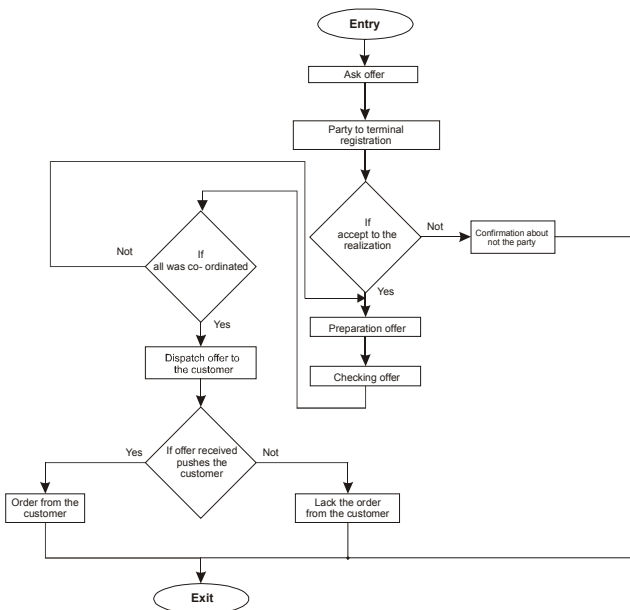 Entry
Ask offer
Party to terminal
registration
If
accept to the
realization
Not
Confirmation about
not the party
Yes
Preparation offer
Checking offer
If
all was co- ordinated
Not
Yes
Dispatch offer to
the customer
If offer received
pushes the
customer
Yes
Not
Order from the
customer
Lack the order
from the customer
Exit